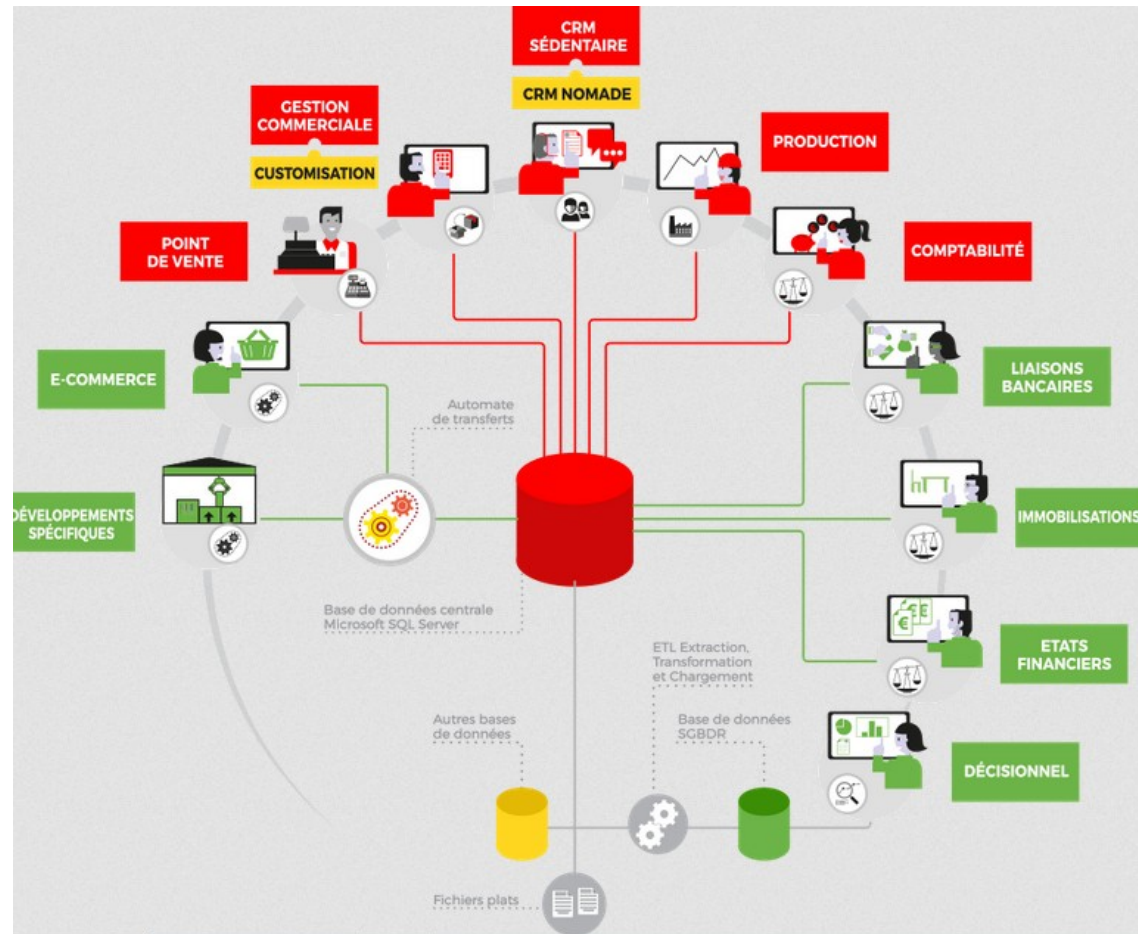 CRM
SÉDENTAIRE
CRM NOMADE
GESTION
COMMERCIALE
CUSTOMISATION
PRODUCTION
POINT
DE VENTE
COMPTABILITÉ
E-COMMERCE
LIAISONS
BANCAIRES
Automate
de transferts
DÉVELOPPEMENTS
SPÉCIFIQUES
IMMOBILISATIONS
Base de données centrale
Microsoft SQL Server
ETL Extraction,
Transformation
et Chargement
ETATS
FINANCIERS
Autres bases
de données
Base de données
SGBDR
DÉCISIONNEL
Fichiers plats